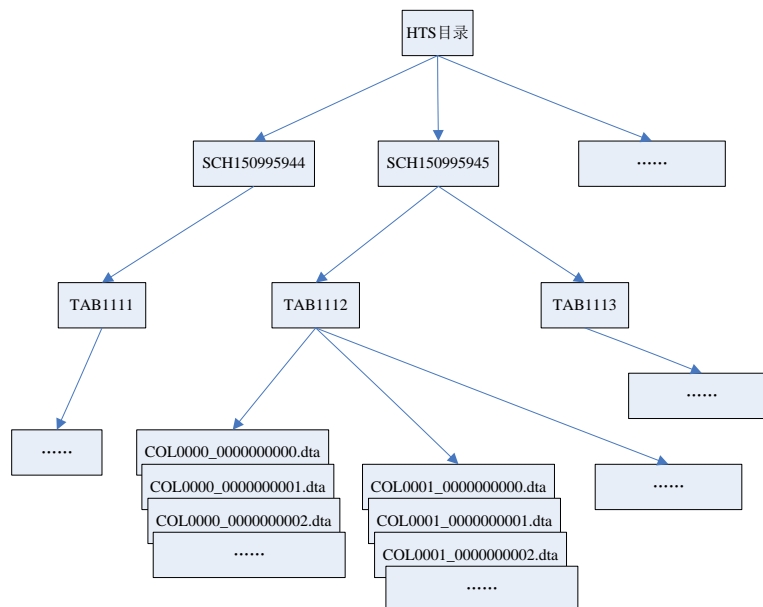 HTS目录
SCH150995944
SCH150995945
······
TAB1111
TAB1112
TAB1113
······
······
COL0000_0000000000.dta
COL0000_0000000001.dta
COL0000_0000000002.dta
······
COL0001_0000000000.dta
COL0001_0000000001.dta
COL0001_0000000002.dta
······
······